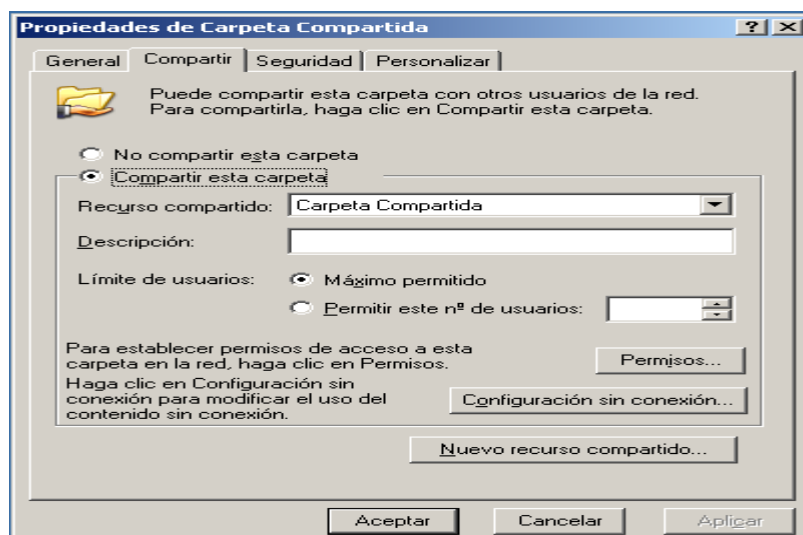 Propiedades de Carpeta Compartida
General Compartir Seguridad Personalizar
Puede compartir esta carpeta con otros usuarios de la red.
Para compartirla, haga clic en Compartir esta carpeta.
No compartir esta carpeta
Compartir esta carpeta
Recurso compartido: Carpeta Compartida
Descripción:
Límite de usuarios: Máximo permitido
Permitir este nº de usuarios:
Para establecer permisos de acceso a esta
carpeta en la red, haga clic en Permisos.
Permisos...
Haga clic en Configuración sin
conexión para modificar el uso del
contenido sin conexión.
Configuración sin conexión...
Nuevo recurso compartido...
Aceptar Cancelar Aplicar